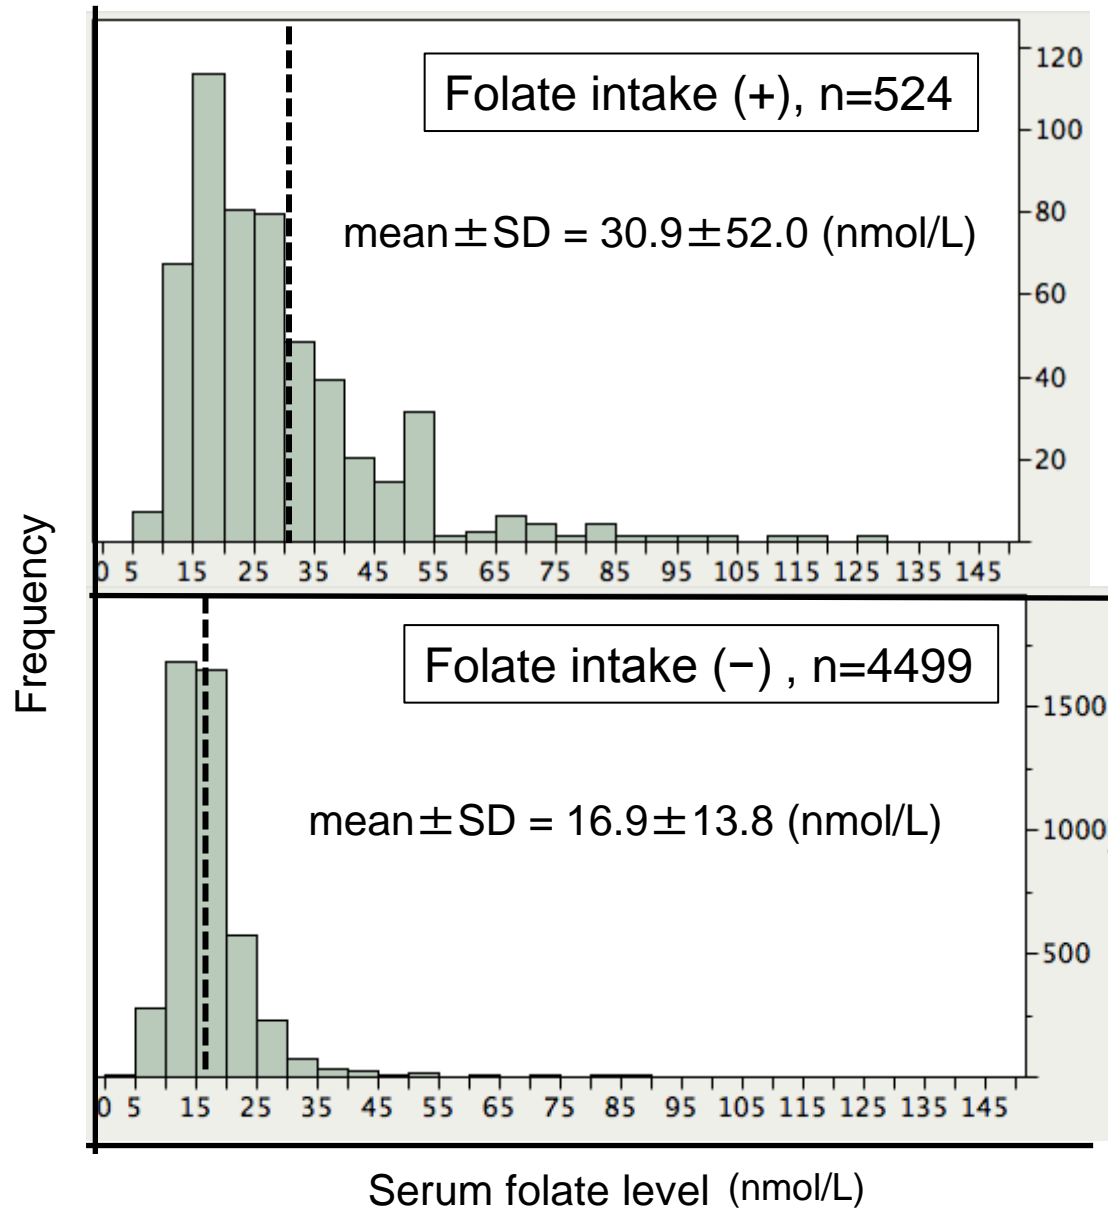 Folate intake (+), n=524
mean±SD = 30.9±52.0 (nmol/L)
120
100
80
60
40
20
0 5 15 25 35 45 55 65 75 85 95 105 115 125 135 145
Frequency
Folate intake (−) , n=4499
mean±SD = 16.9±13.8 (nmol/L)
1500
1000
500
0 5 15 25 35 45 55 65 75 85 95 105 115 125 135 145
Serum folate level (nmol/L)